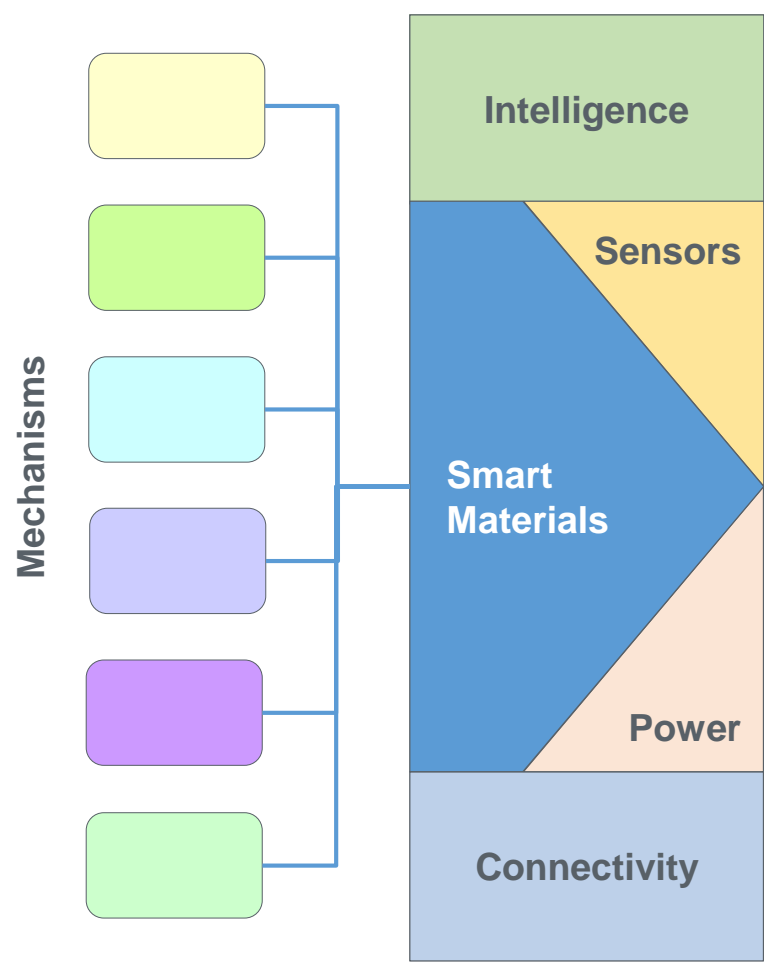 Mechanisms
Intelligence
Sensors
Smart
Materials
Power
Connectivity